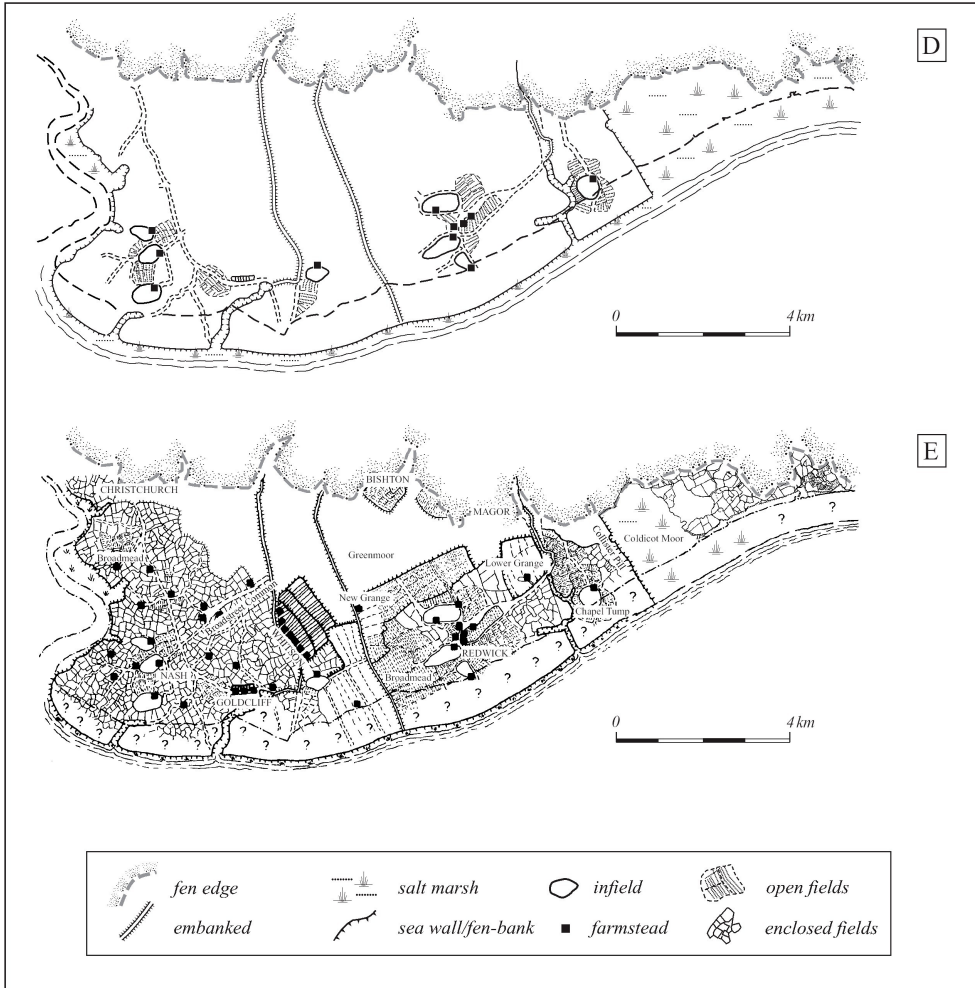 D
0 4 km
E
CHRISTCHURCH
BISHTON
MAGOR
Broadmead
Greenmoor
Coldicot Moor
Lower Grange
New Grange
Chapel Tump
REDWICK
Broadmead
NASH
GOLDCLIFF
? ? ? ? ? ? ? ? ? ? ? ? ? ? ? ?
0 4 km
fen edge
salt marsh
infield
open fields
embanked
sea wall/fen-bank
farmstead
enclosed fields